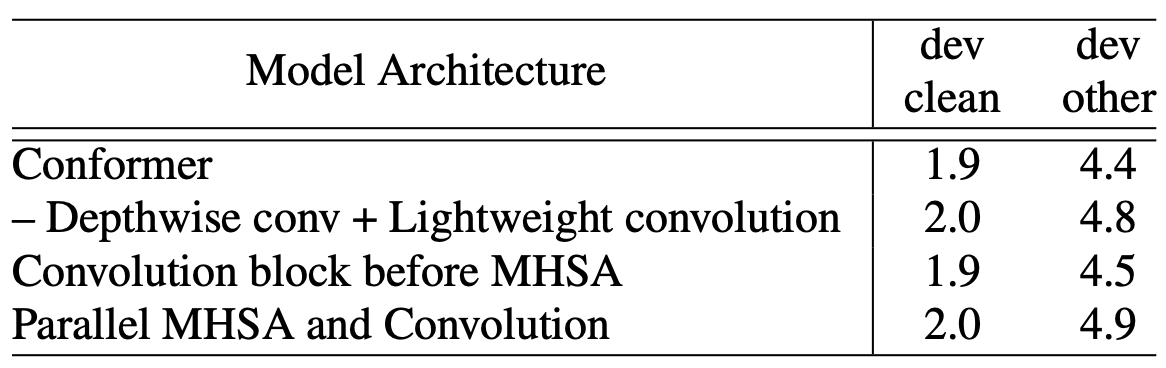 Model Architecture dev clean dev other
Conformer 1.9 4.4
– Depthwise conv + Lightweight convolution 2.0 4.8
Convolution block before MHSA 1.9 4.5
Parallel MHSA and Convolution 2.0 4.9